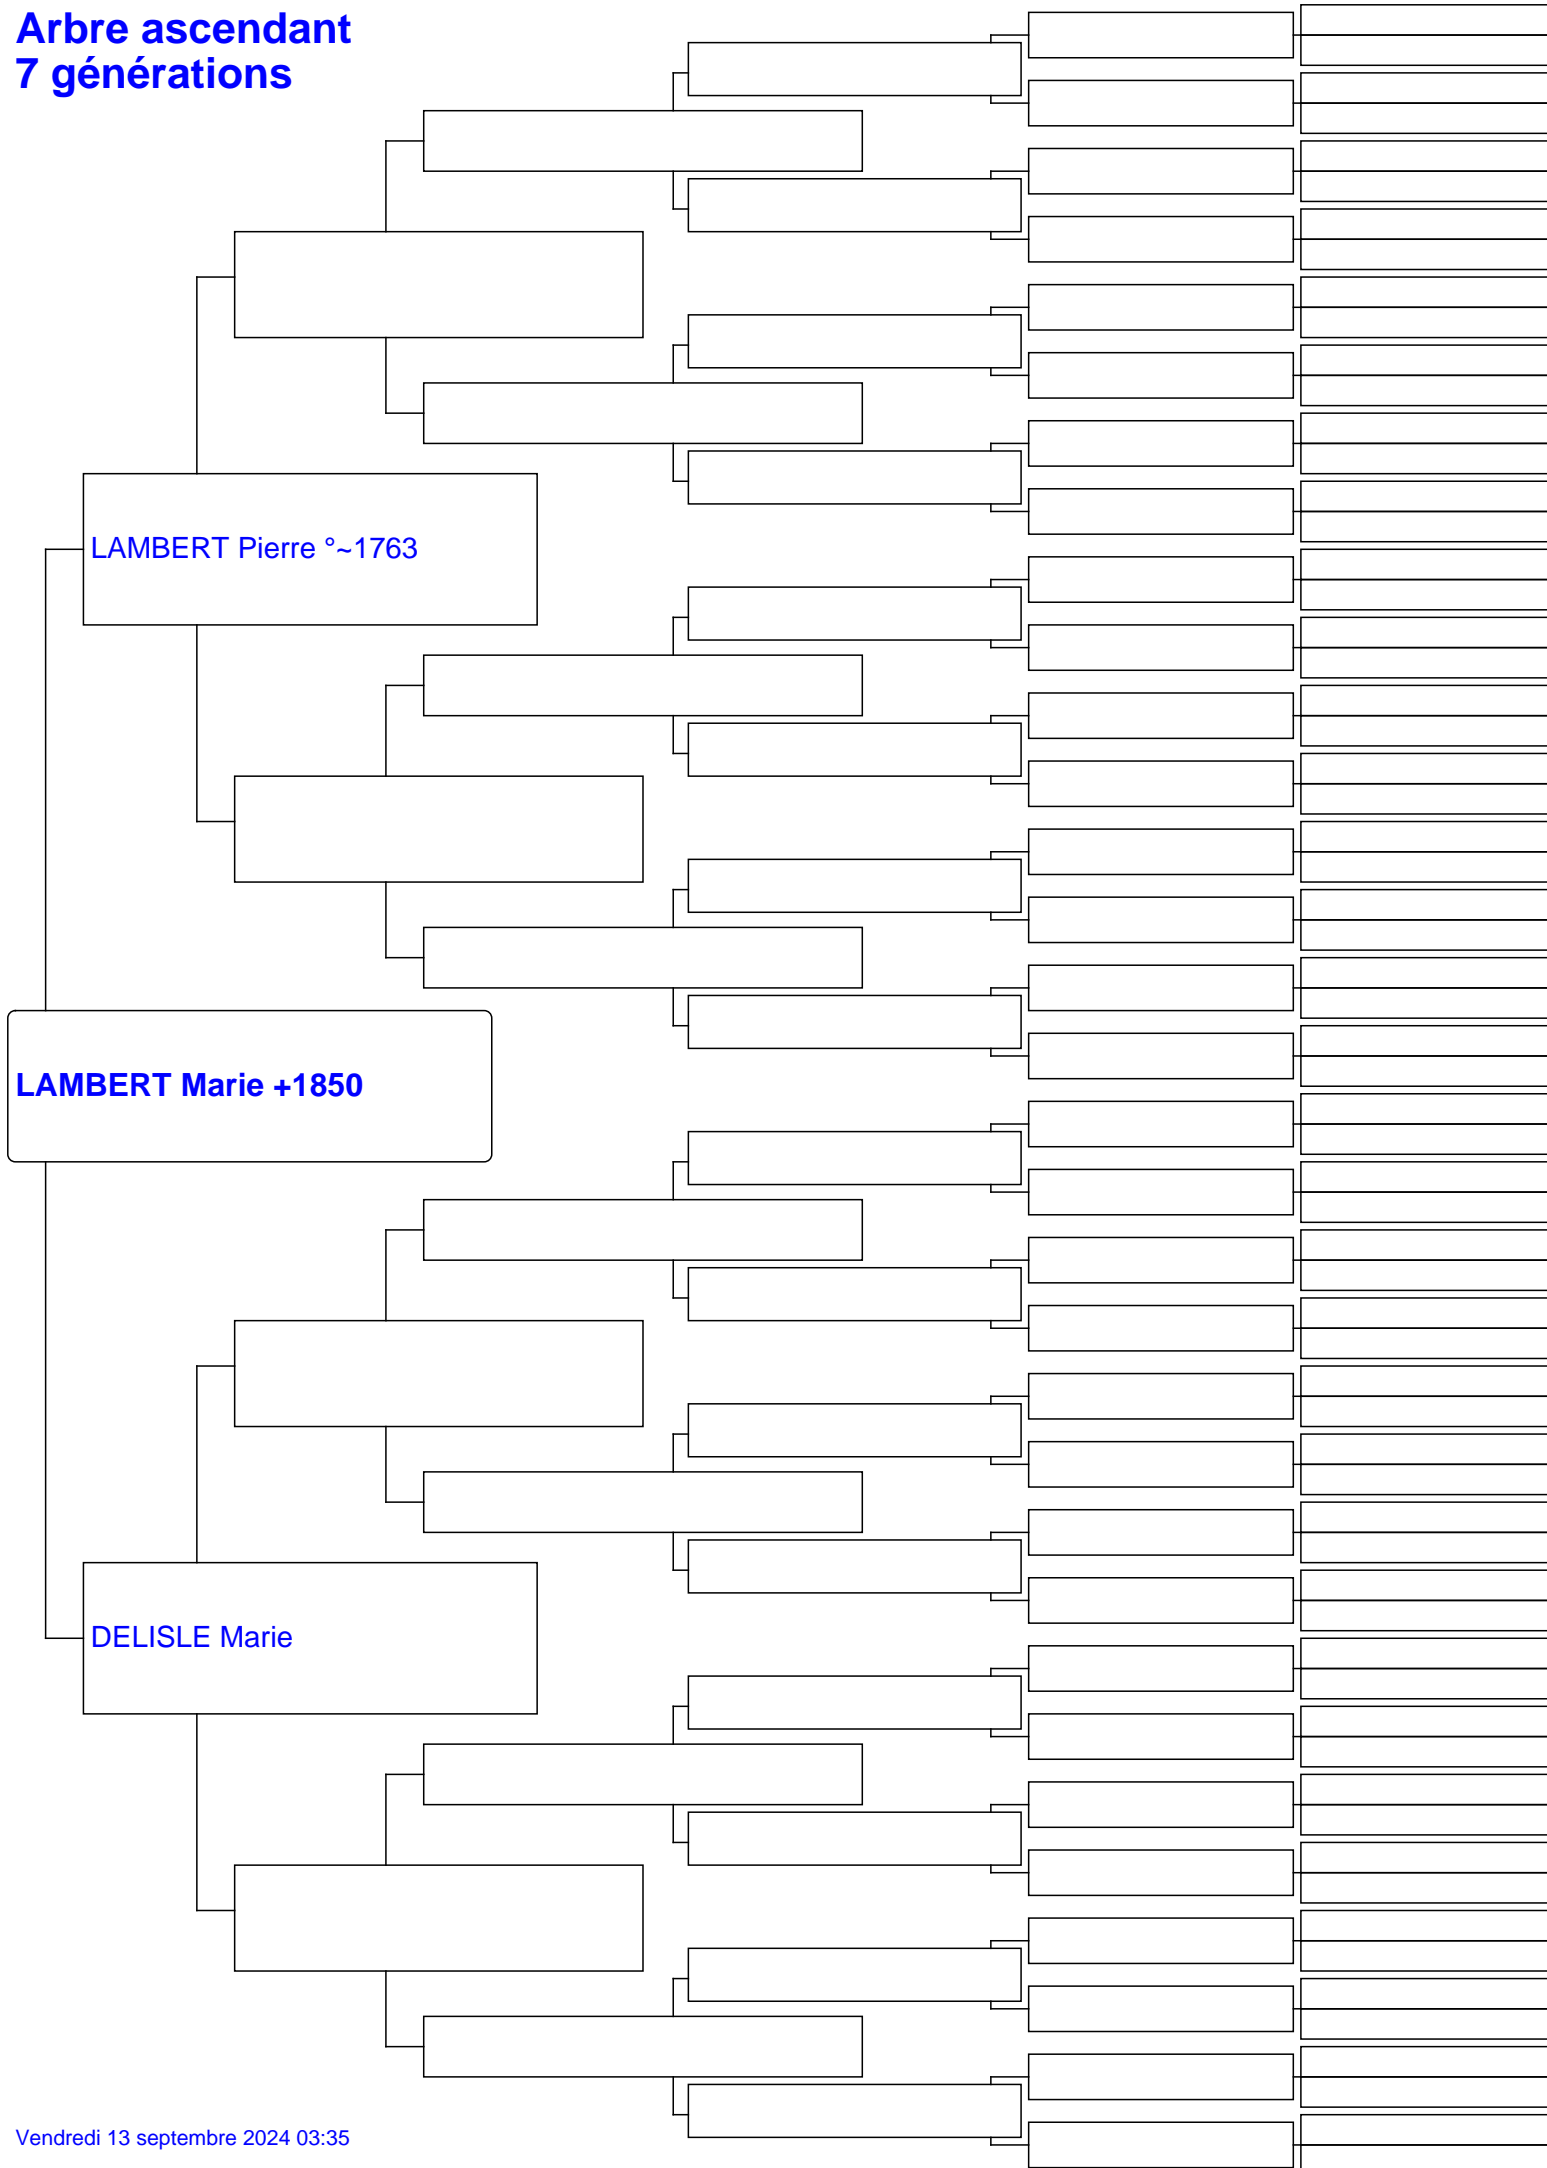 Arbre ascendant
7 générations
LAMBERT Pierre °~1763
LAMBERT Marie +1850
DELISLE Marie
Vendredi 13 septembre 2024 03:35